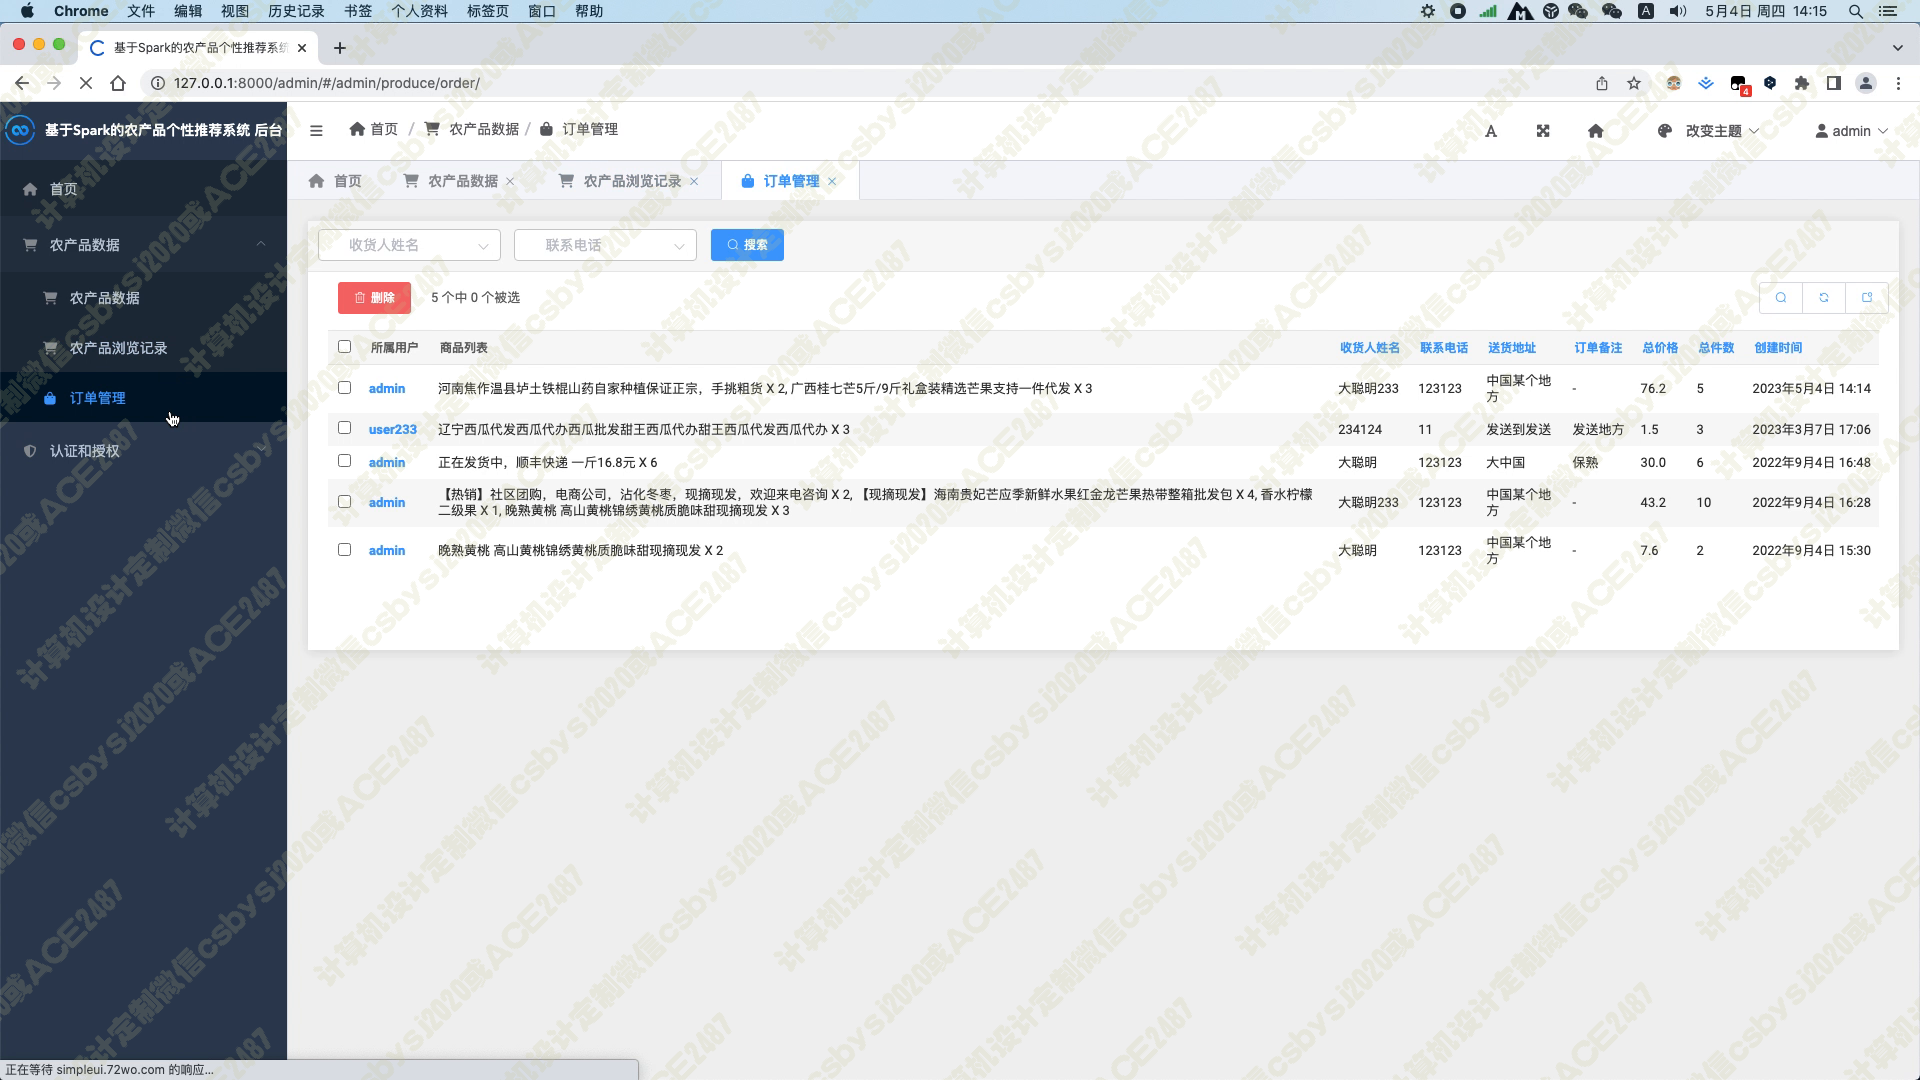 Chrome 文件 编辑 视图 历史记录 书签 个人资料 标签页 窗口 帮助 A 5月4日 周四 14:15
基于Spark的农产品个性推荐系统
127.0.0.1:8000/admin/#/admin/produce/order/ 4
基于Spark的农产品个性推荐系统 后台
首页 / 农产品数据 / 订单管理 A 改变主题 admin
首页 农产品数据 农产品浏览记录 订单管理
首页
农产品数据
农产品数据
农产品浏览记录
订单管理
认证和授权
收货人姓名 联系电话 搜索
删除 5 个中 0 个被选
所属用户 商品列表 收货人姓名 联系电话 送货地址 订单备注 总价格 总件数 创建时间
admin 河南焦作温县垆土铁棍山药自家种植保证正宗，手挑粗货 X 2, 广西桂七芒5斤/9斤礼盒装精选芒果支持一件代发 X 3 大聪明233 123123 中国某个地方 - 76.2 5 2023年5月4日 14:14
user233 辽宁西瓜代发西瓜代办西瓜批发甜王西瓜代办甜王西瓜代发西瓜代办 X 3 234124 11 发送到发送 发送地方 1.5 3 2023年3月7日 17:06
admin 正在发货中，顺丰快递 一斤16.8元 X 6 大聪明 123123 大中国 保熟 30.0 6 2022年9月4日 16:48
admin 【热销】社区团购，电商公司，沾化冬枣，现摘现发，欢迎来电咨询 X 2, 【现摘现发】海南贵妃芒应季新鲜水果红金龙芒果热带整箱批发包 X 4, 香水柠檬
二级果 X 1, 晚熟黄桃 高山黄桃锦绣黄桃质脆味甜现摘现发 X 3 大聪明233 123123 中国某个地方 - 43.2 10 2022年9月4日 16:28
admin 晚熟黄桃 高山黄桃锦绣黄桃质脆味甜现摘现发 X 2 大聪明 123123 中国某个地方 - 7.6 2 2022年9月4日 15:30
正在等待 simpleui.72wo.com 的响应...
计算机设计定制微信csbysj2020或ACE2487